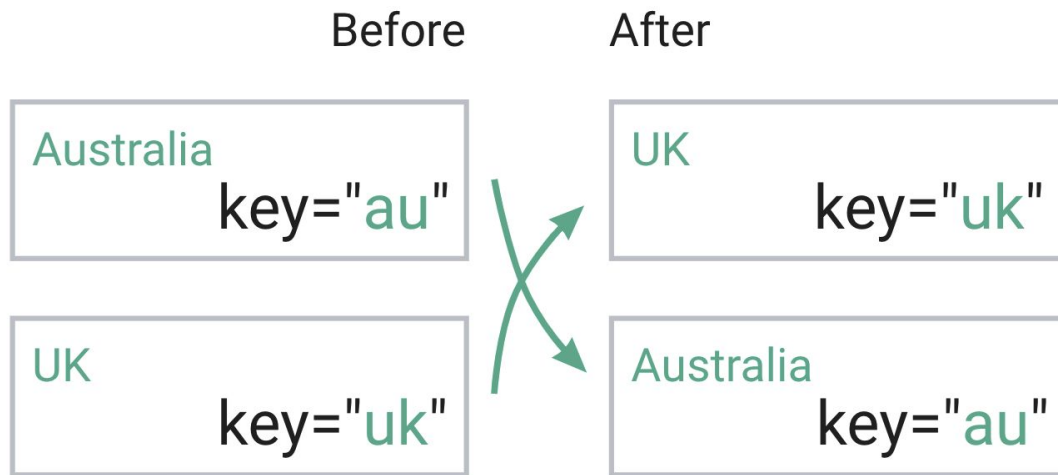 Before
After
Australia
key="au"
UK
key="uk"
UK
key="uk"
Australia
key="au"